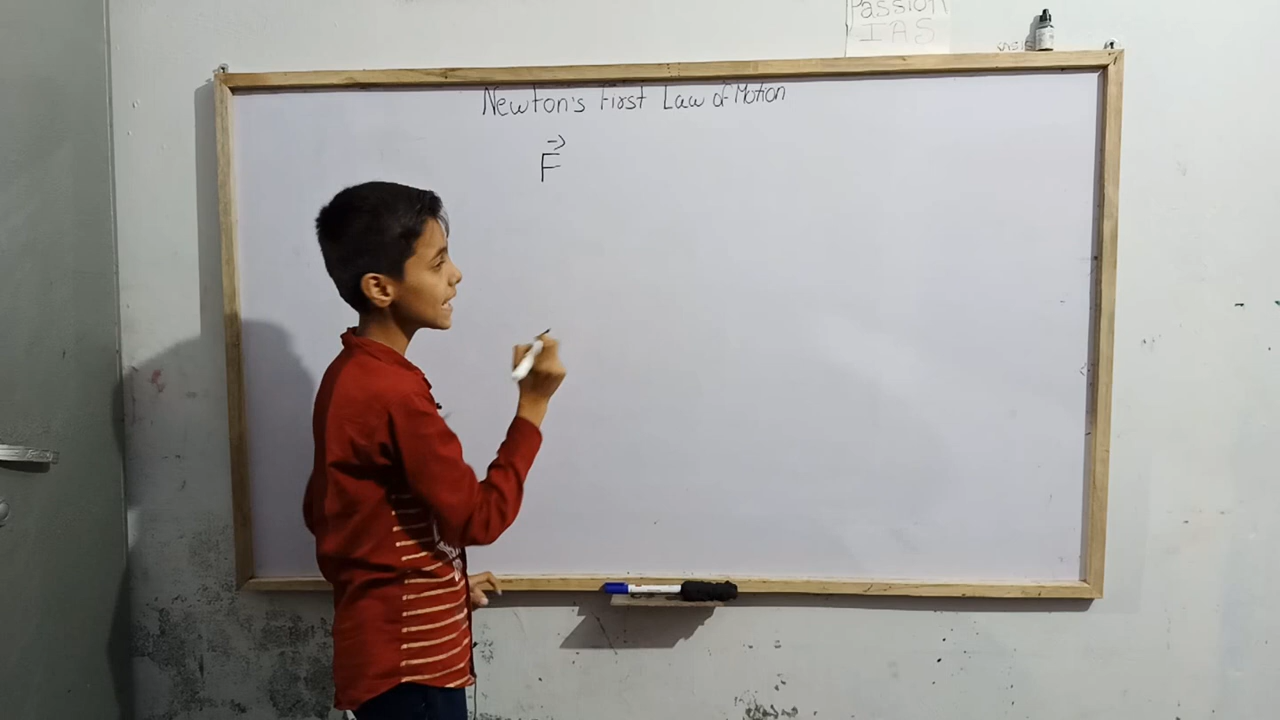 Passion
IAS
Newton's First Law of Motion
F→